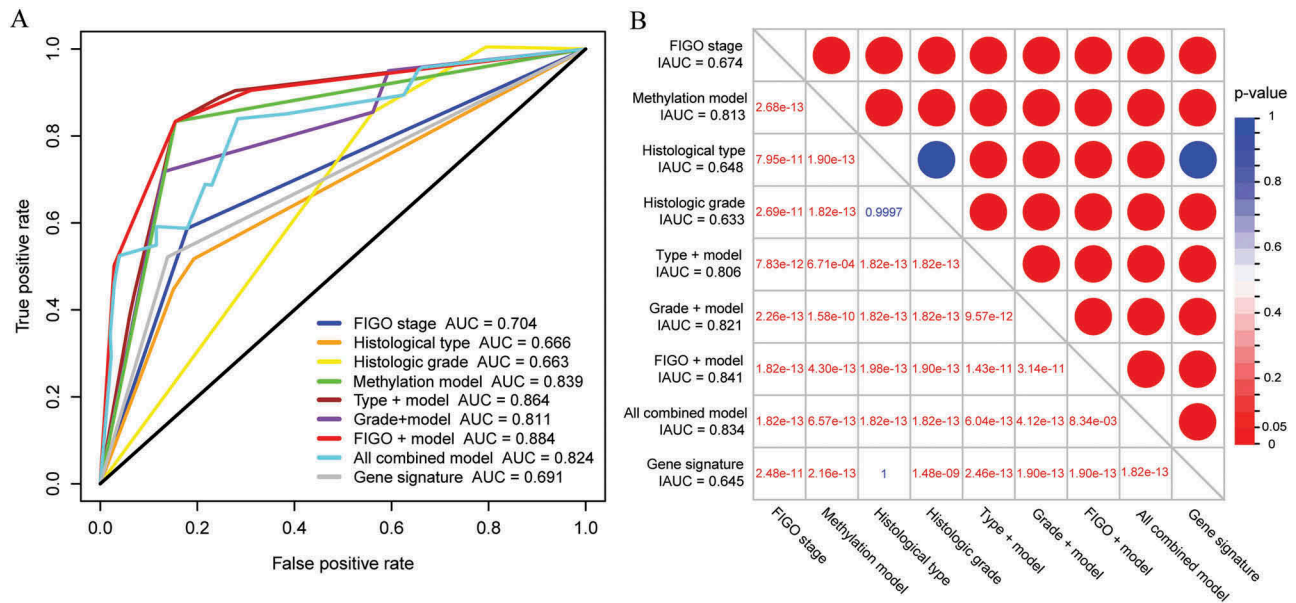 A
True positive rate
1.0
0.8
0.6
0.4
0.2
0.0
FIGO stage AUC = 0.704
Histological type AUC = 0.666
Histologic grade AUC = 0.663
Methylation model AUC = 0.839
Type + model AUC = 0.864
Grade+model AUC = 0.811
FIGO + model AUC = 0.884
All combined model AUC = 0.824
Gene signature AUC = 0.691
0.0 0.2 0.4 0.6 0.8 1.0
False positive rate
B
FIGO stage
IAUC = 0.674
Methylation model
IAUC = 0.813
2.68e-13
Histological type
IAUC = 0.648
7.95e-11 1.90e-13
Histologic grade
IAUC = 0.633
2.69e-11 1.82e-13 0.9997
Type + model
IAUC = 0.806
7.83e-12 6.71e-04 1.82e-13 1.82e-13
Grade + model
IAUC = 0.821
2.26e-13 1.58e-10 1.82e-13 1.82e-13 9.57e-12
FIGO + model
IAUC = 0.841
1.82e-13 4.30e-13 1.98e-13 1.90e-13 1.43e-11 3.14e-11
All combined model
IAUC = 0.834
1.82e-13 6.57e-13 1.82e-13 1.82e-13 6.04e-13 4.12e-13 8.34e-03
Gene signature
IAUC = 0.645
2.48e-11 2.16e-13 1 1.48e-09 2.46e-13 1.90e-13 1.90e-13 1.82e-13
FIGO stage
Methylation model
Histological type
Histologic grade
Type + model
Grade + model
FIGO + model
All combined model
Gene signature
p-value
1
0.8
0.6
0.4
0.2
0.05
0